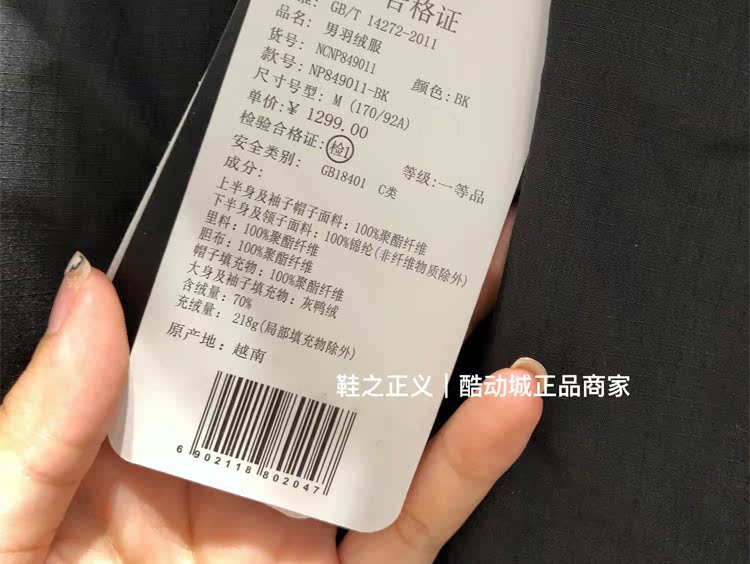 合格证
GB/T 14272-2011
品名: 男羽绒服
货号: NCNP849011
款号: NP849011-BK 颜色:BK
尺寸号型: M (170/92A)
单价:¥ 1299.00
检验合格证: 检1 等级:一等品
安全类别: GB18401 C类
成分:
上半身及袖子帽子面料: 100%聚酯纤维
下半身及领子面料: 100%锦纶(非纤维物质除外)
里料: 100%聚酯纤维
胆布: 100%聚酯纤维
帽子填充物: 100%聚酯纤维
大身及袖子填充物: 灰鸭绒
含绒量: 70%
充绒量: 218g(局部填充物除外)
原产地: 越南
6 902118 802047
鞋之正义|酷动城正品商家